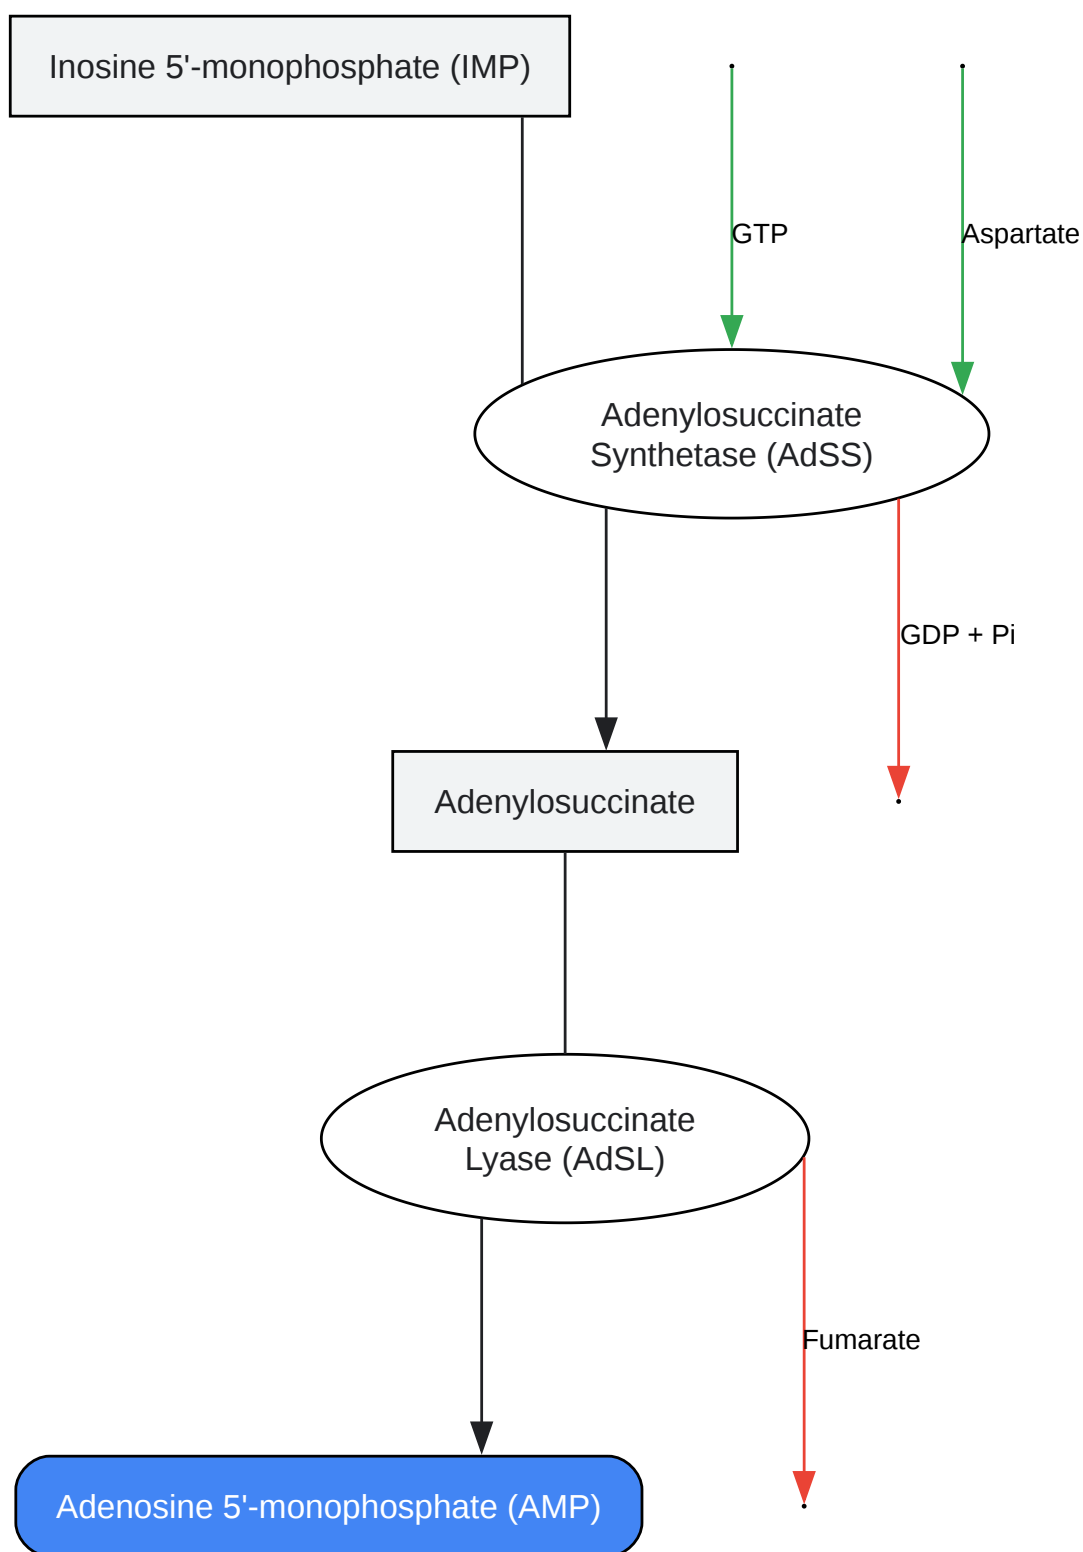 Inosine 5'-monophosphate (IMP)
GTP
Aspartate
Adenylosuccinate
Synthetase (AdSS)
GDP + Pi
Adenylosuccinate
Adenylosuccinate
Lyase (AdSL)
Fumarate
Adenosine 5'-monophosphate (AMP)